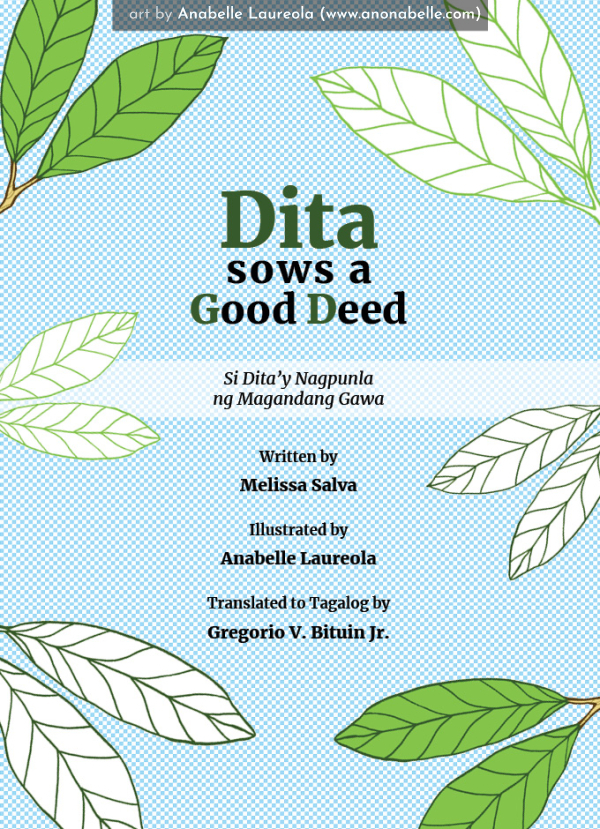 art by Anabelle Laureola (www.anonabelle.com)
Dita
sows a
Good Deed
Si Dita’y Nagpunla
ng Magandang Gawa
Written by
Melissa Salva
Illustrated by
Anabelle Laureola
Translated to Tagalog by
Gregorio V. Bituin Jr.